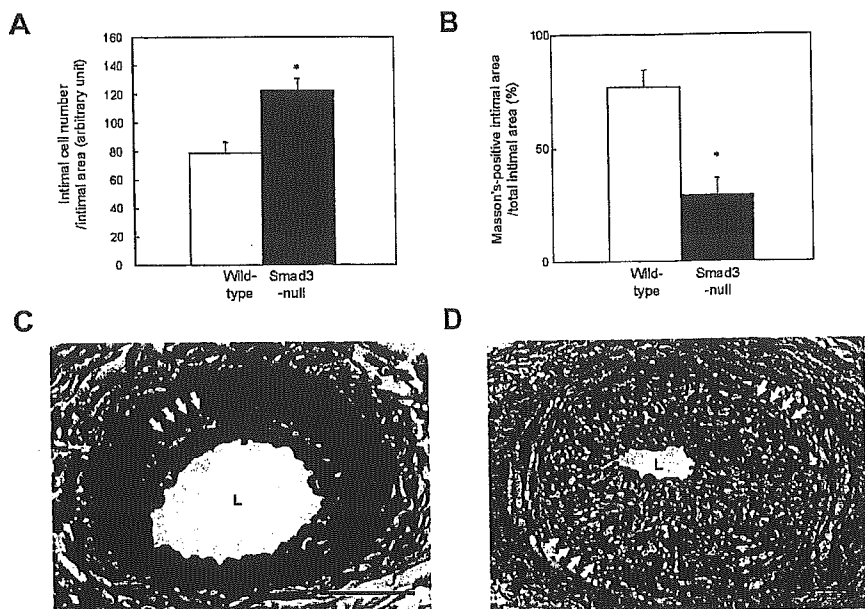 A
Intimal cell number
/intimal area (arbitrary unit)
160
140
120
100
80
60
40
20
0
*
Wild-
type
Smad3
-null
B
Masson's-positive intimal area
/total intimal area (%)
100
50
0
*
Wild-
type
Smad3
-null
C
L
D
L